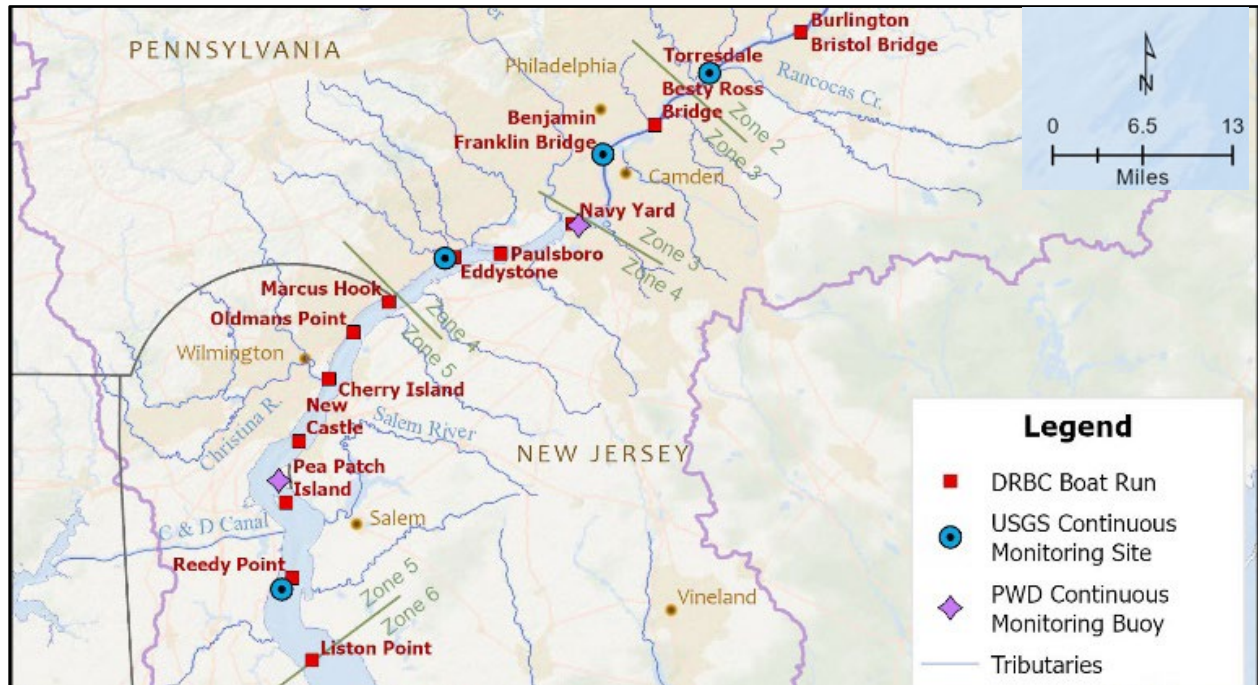 PENNSYLVANIA
Burlington
Bristol Bridge
Torresdale
Philadelphia
Rancocas Cr.
Besty Ross
Bridge
Benjamin
Franklin Bridge
Zone 2
Zone 3
Camden
Navy Yard
Zone 3
Zone 4
Paulsboro
Eddystone
Marcus Hook
Oldmans Point
Zone 4
Zone 5
Wilmington
Cherry Island
New
Castle
Christina R.
Salem River
NEW JERSEY
Pea Patch
Island
C & D Canal
Salem
Reedy Point
Zone 5
Zone 6
Vineland
Liston Point
N
0 6.5 13
Miles
Legend
DRBC Boat Run
USGS Continuous
Monitoring Site
PWD Continuous
Monitoring Buoy
Tributaries